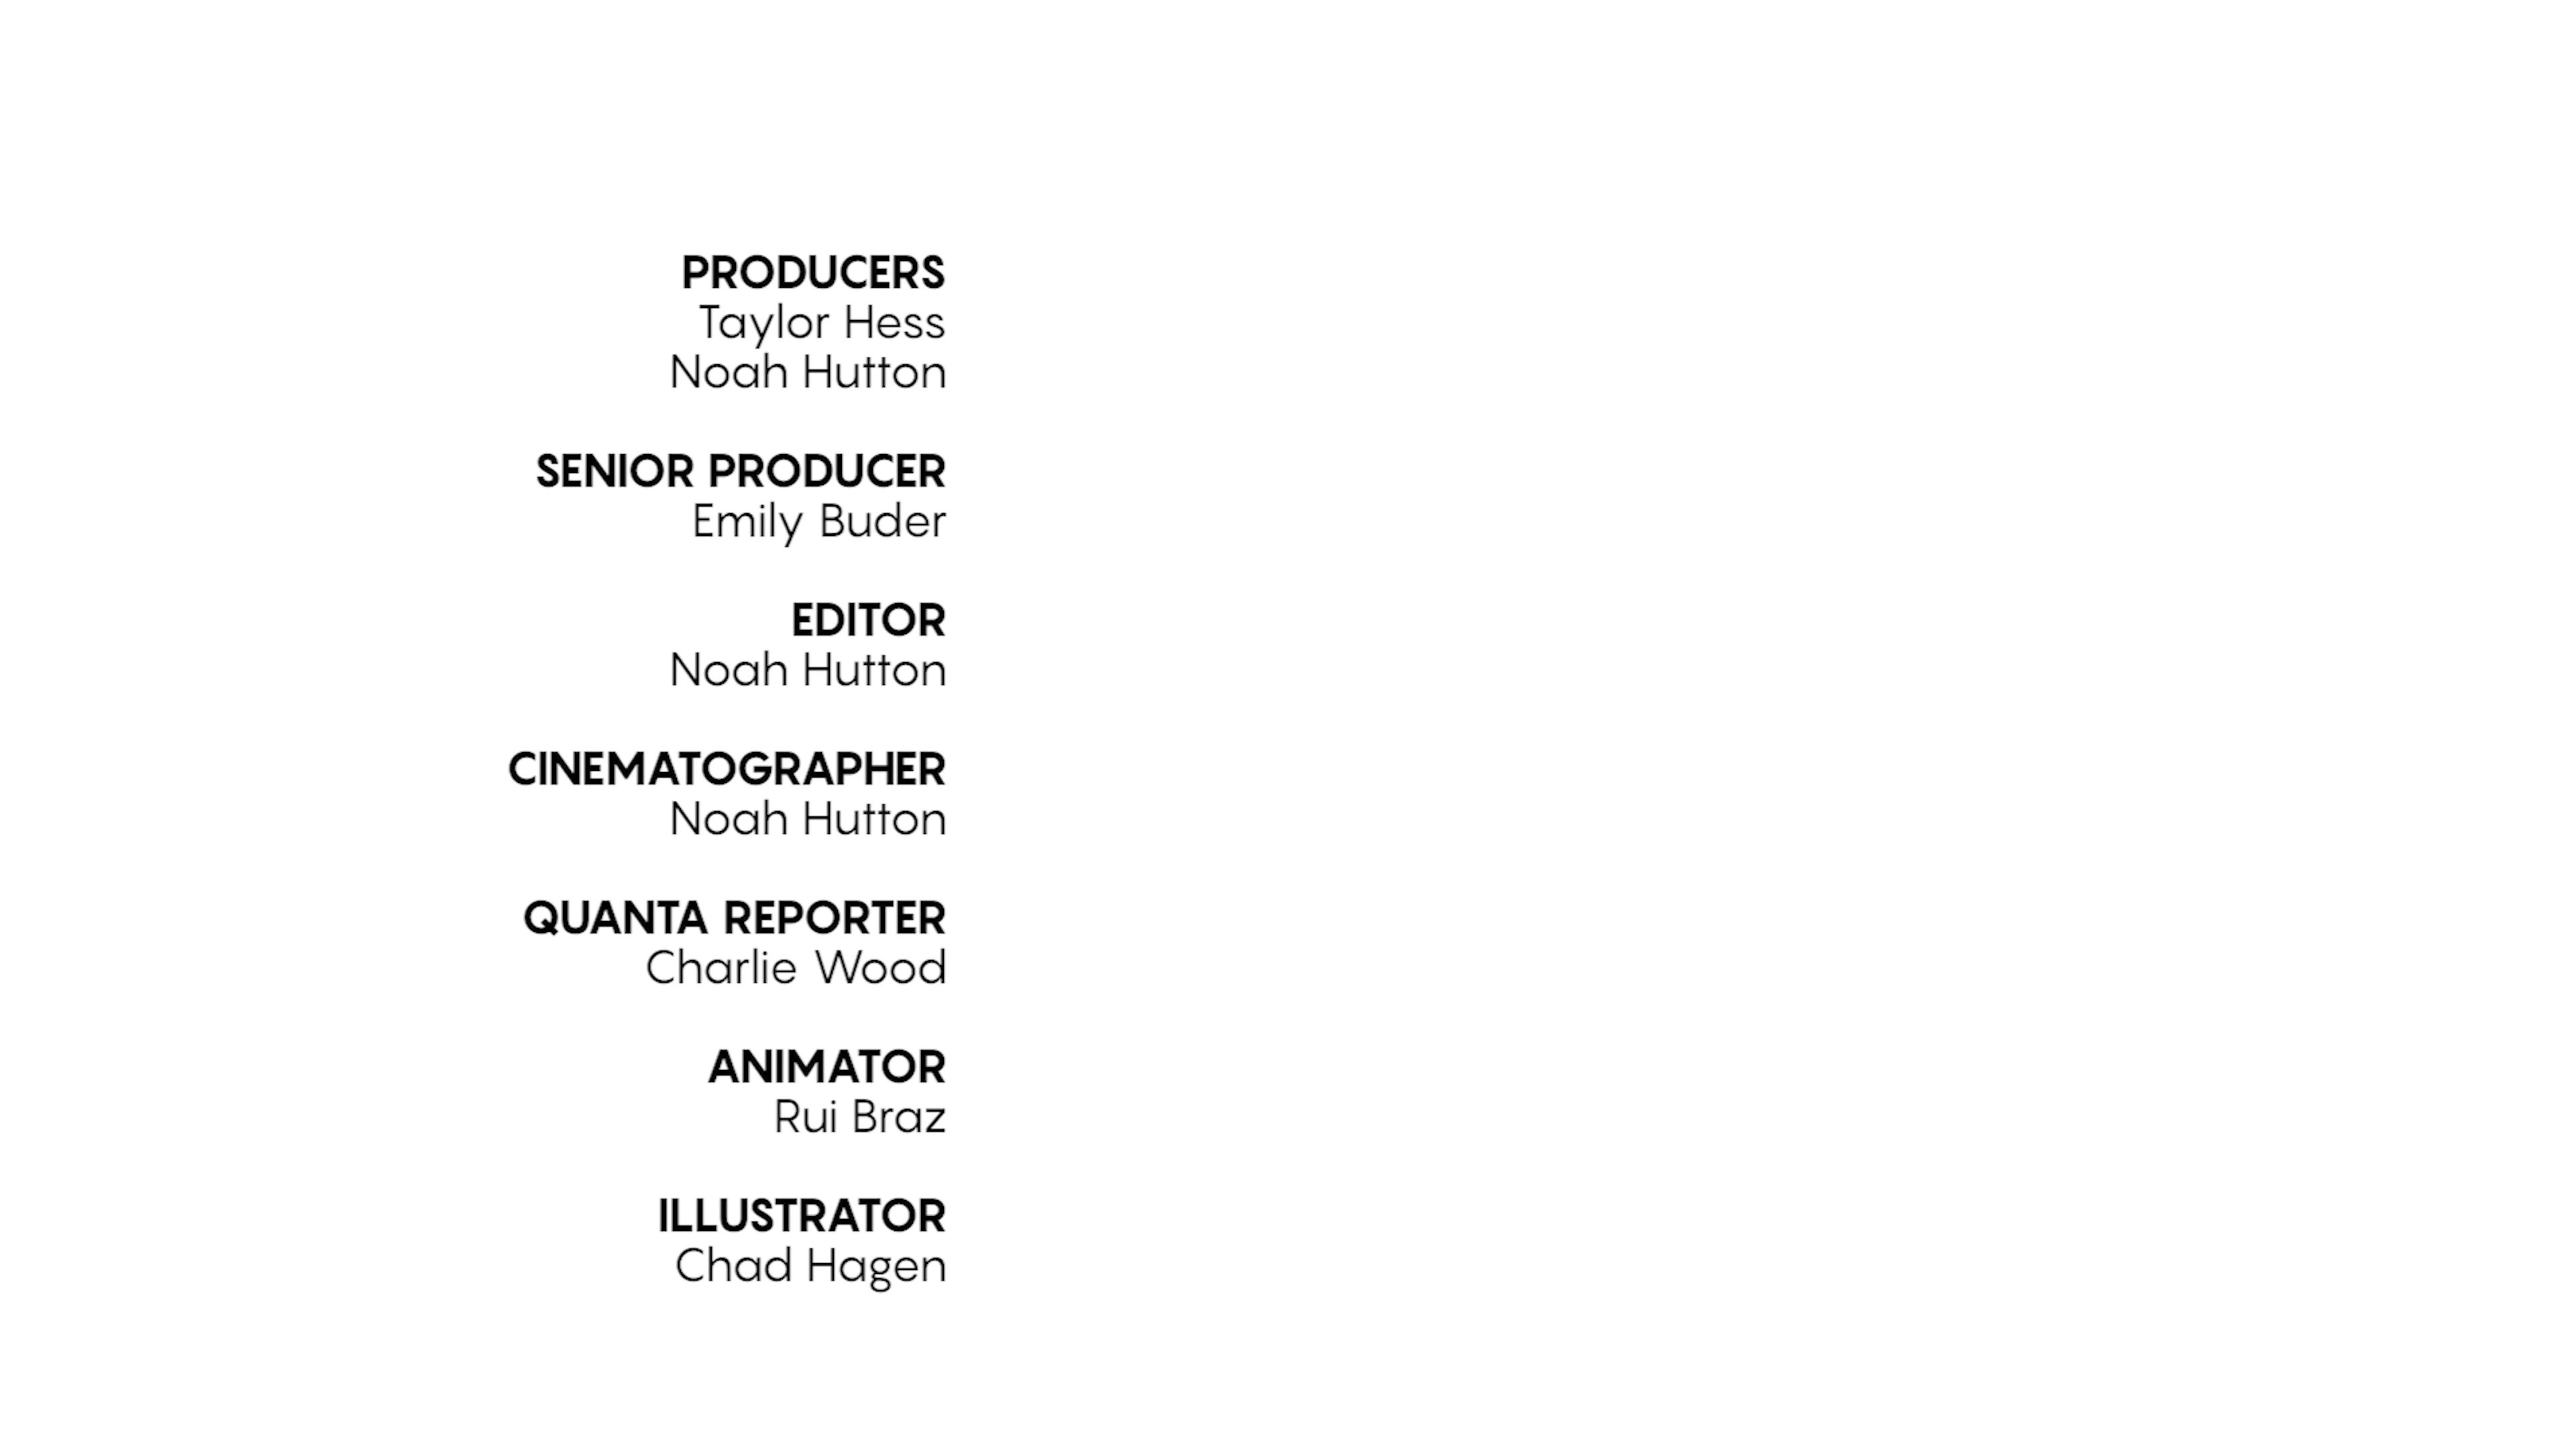 PRODUCERS
Taylor Hess
Noah Hutton
SENIOR PRODUCER
Emily Buder
EDITOR
Noah Hutton
CINEMATOGRAPHER
Noah Hutton
QUANTA REPORTER
Charlie Wood
ANIMATOR
Rui Braz
ILLUSTRATOR
Chad Hagen